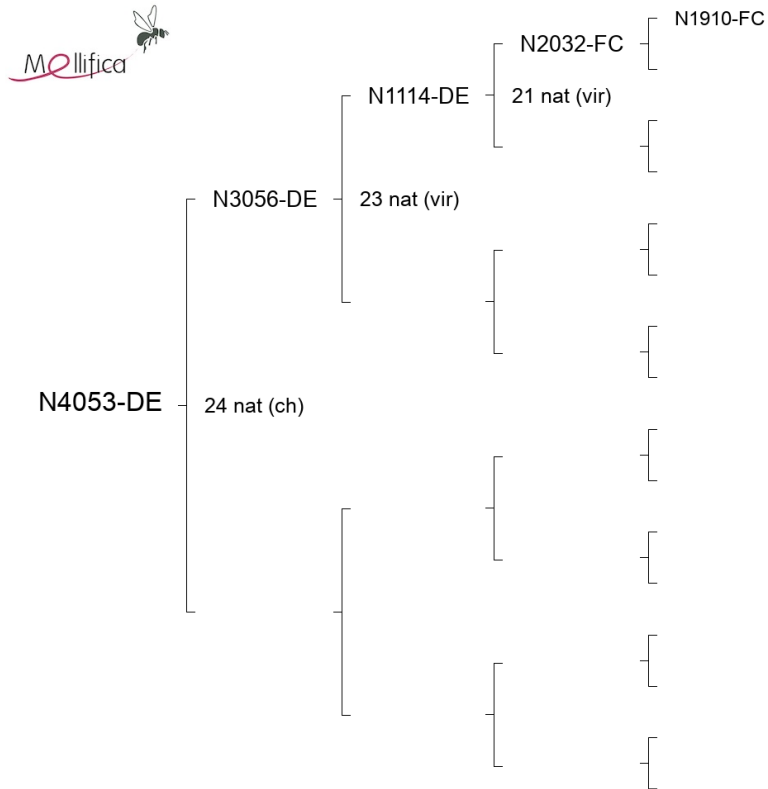 Mellifica
N1910-FC
N2032-FC
N1114-DE
21 nat (vir)
N3056-DE
23 nat (vir)
N4053-DE
24 nat (ch)